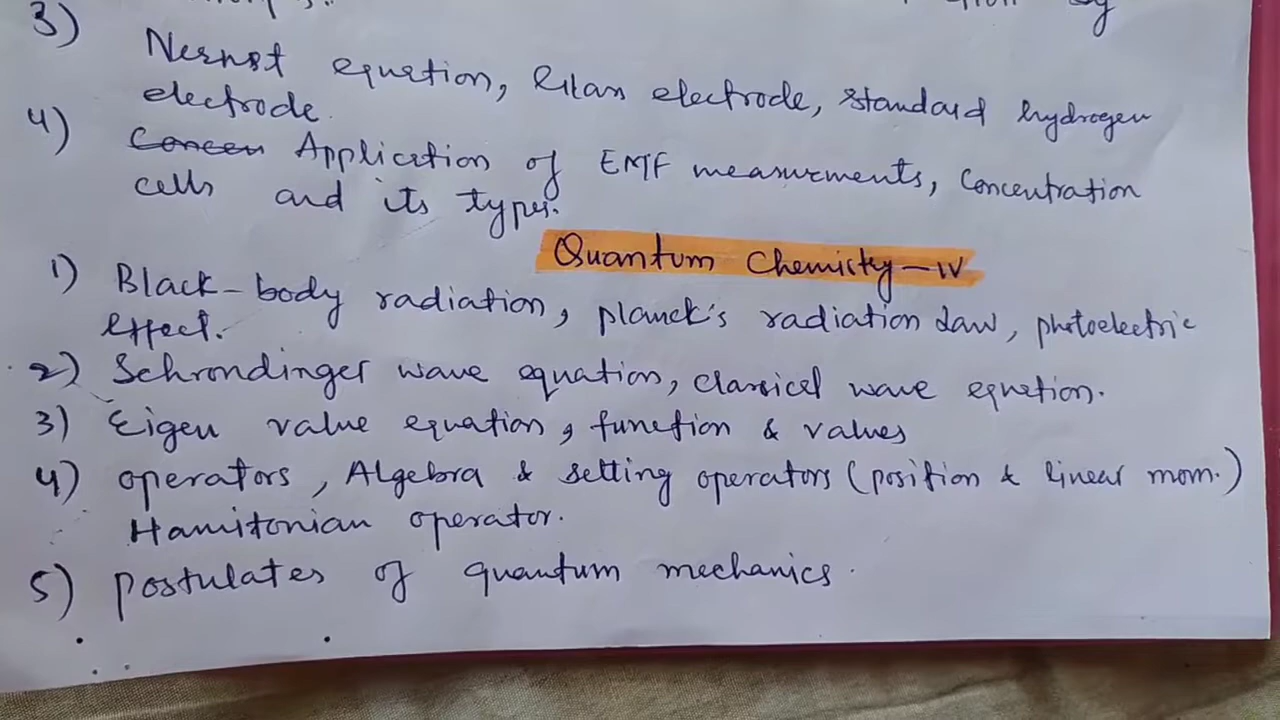 3)
Nernst equation, Glass electrode, standard hydrogen
electrode.
4) Concen Application of EMF measurements, Concentration
cells and its types.
Quantum Chemistry-IV
1) Black-body radiation, planck's radiation law, photoelectric
effect.
2) Schrondinger wave equation, classical wave equation.
3) Eigen value equation, function & values
4) operators, Algebra & setting operators (position & linear mom.)
Hamitonian operator.
5) postulates of quantum mechanics.